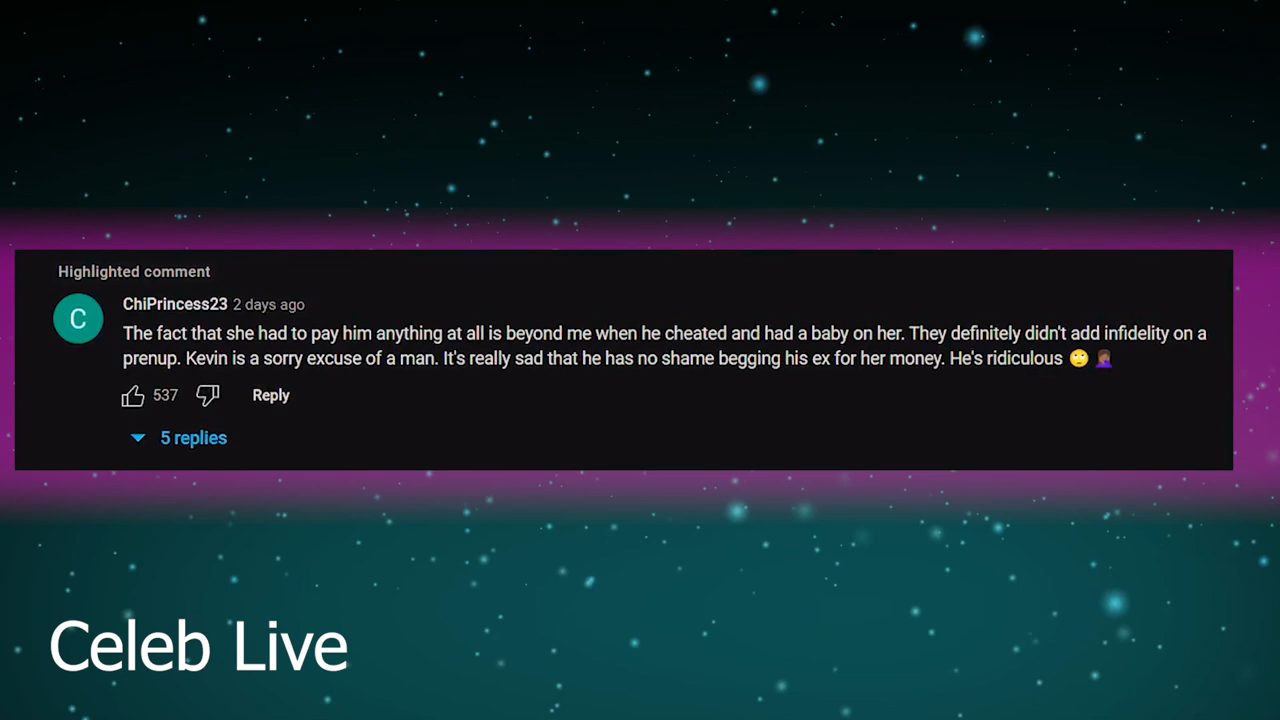 Highlighted comment
C
ChiPrincess23 2 days ago
The fact that she had to pay him anything at all is beyond me when he cheated and had a baby on her. They definitely didn't add infidelity on a
prenup. Kevin is a sorry excuse of a man. It's really sad that he has no shame begging his ex for her money. He's ridiculous 🙄 🤦🏾‍♀️
537 Reply
5 replies
Celeb Live